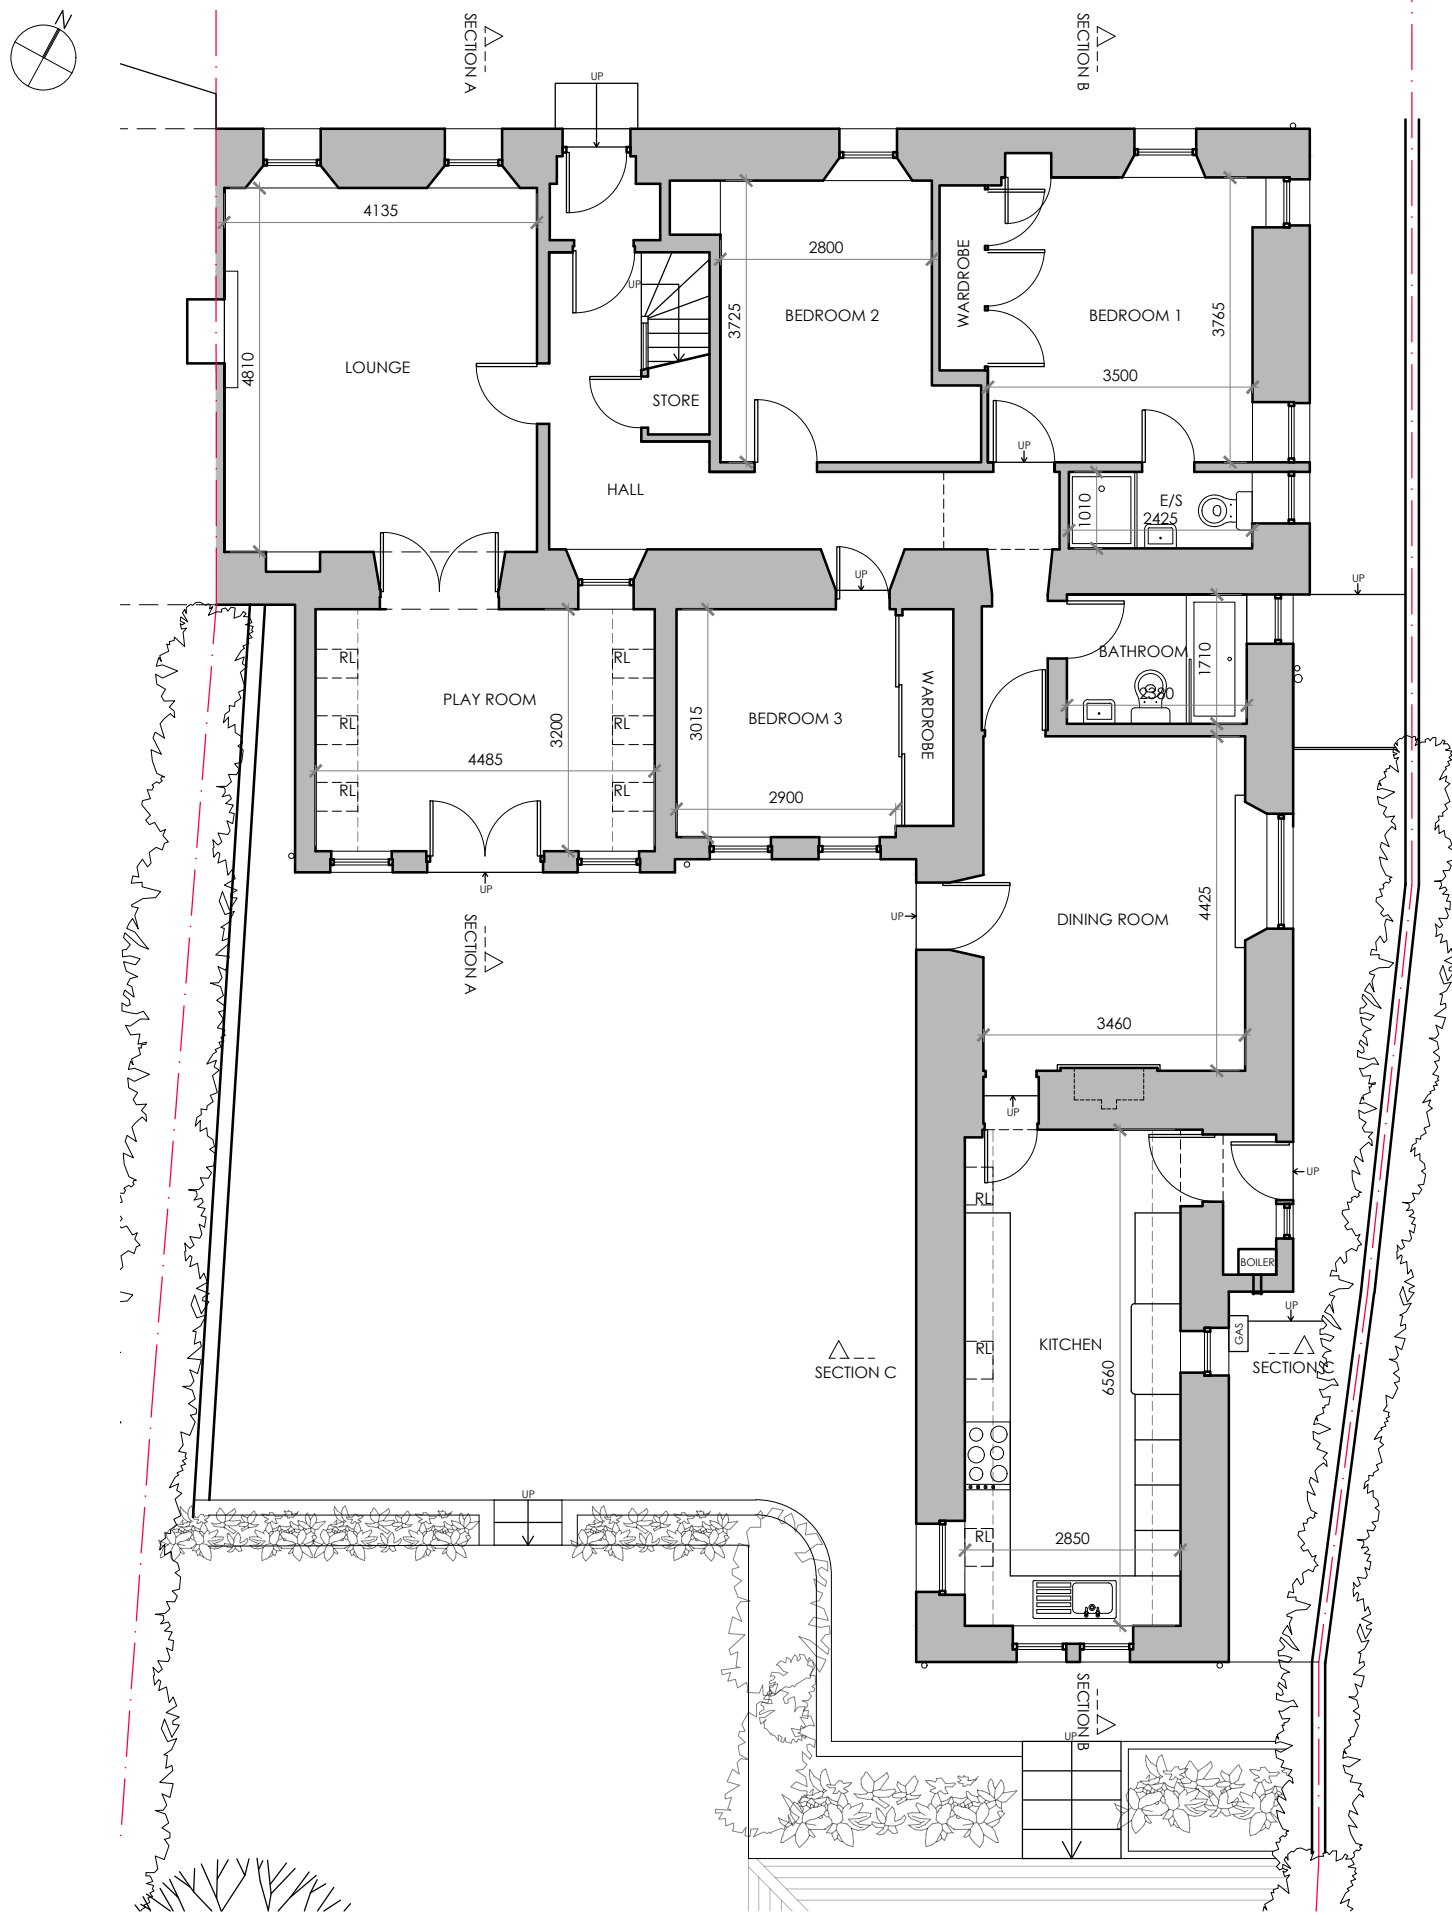 N
SECTION A
SECTION B
UP
4135
2800
WARDROBE
BEDROOM 2
BEDROOM 1
3725
3765
UP
4810
LOUNGE
3500
STORE
UP
HALL
E/S
1010
2425
UP
UP
BATHROOM
1710
2380
RL
RL
PLAY ROOM
WARDROBE
3200
3015
BEDROOM 3
RL
RL
4485
RL
RL
2900
UP
UP
DINING ROOM
4425
SECTION A
3460
UP
UP
RL
BOILER
UP
GAS
KITCHEN
RL
SECTION C
SECTION C
6560
UP
RL
2850
SECTION B
UP